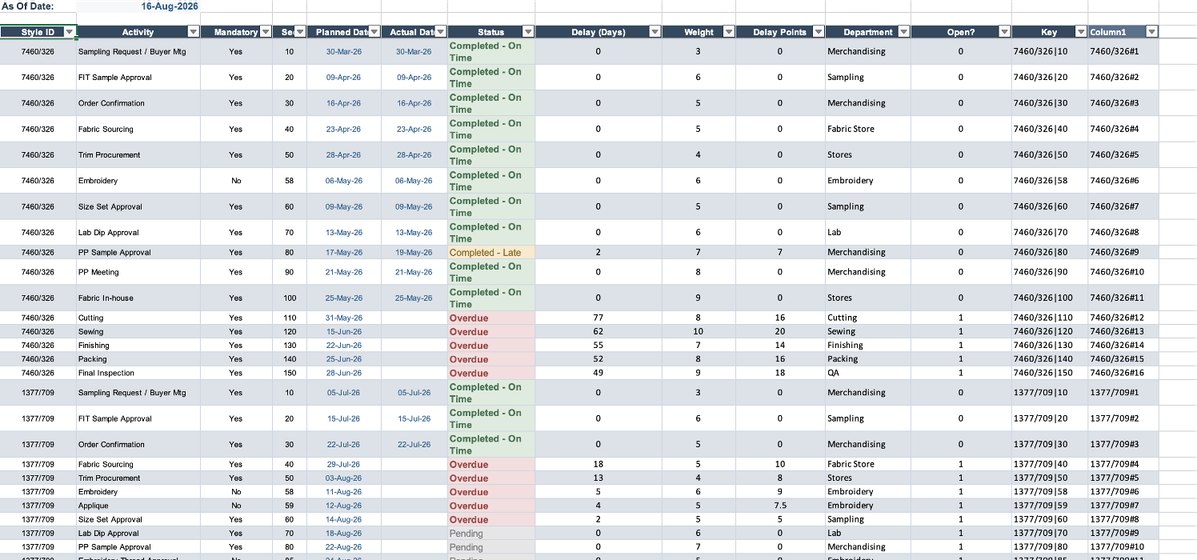 As Of Date: 16-Aug-2026
Style ID Activity Mandatory Se Planned Dat Actual Dat Status Delay (Days) Weight Delay Points Department Open? Key Column1
7460/326 Sampling Request / Buyer Mtg Yes 10 30-Mar-26 30-Mar-26 Completed - On Time 0 3 0 Merchandising 0 7460/326|10 7460/326#1
7460/326 FIT Sample Approval Yes 20 09-Apr-26 09-Apr-26 Completed - On Time 0 6 0 Sampling 0 7460/326|20 7460/326#2
7460/326 Order Confirmation Yes 30 16-Apr-26 16-Apr-26 Completed - On Time 0 5 0 Merchandising 0 7460/326|30 7460/326#3
7460/326 Fabric Sourcing Yes 40 23-Apr-26 23-Apr-26 Completed - On Time 0 5 0 Fabric Store 0 7460/326|40 7460/326#4
7460/326 Trim Procurement Yes 50 28-Apr-26 28-Apr-26 Completed - On Time 0 4 0 Stores 0 7460/326|50 7460/326#5
7460/326 Embroidery No 58 06-May-26 06-May-26 Completed - On Time 0 6 0 Embroidery 0 7460/326|58 7460/326#6
7460/326 Size Set Approval Yes 60 09-May-26 09-May-26 Completed - On Time 0 5 0 Sampling 0 7460/326|60 7460/326#7
7460/326 Lab Dip Approval Yes 70 13-May-26 13-May-26 Completed - On Time 0 6 0 Lab 0 7460/326|70 7460/326#8
7460/326 PP Sample Approval Yes 80 17-May-26 19-May-26 Completed - Late 2 7 7 Merchandising 0 7460/326|80 7460/326#9
7460/326 PP Meeting Yes 90 21-May-26 21-May-26 Completed - On Time 0 8 0 Merchandising 0 7460/326|90 7460/326#10
7460/326 Fabric In-house Yes 100 25-May-26 25-May-26 Completed - On Time 0 9 0 Stores 0 7460/326|100 7460/326#11
7460/326 Cutting Yes 110 31-May-26 Overdue 77 8 16 Cutting 1 7460/326|110 7460/326#12
7460/326 Sewing Yes 120 15-Jun-26 Overdue 62 10 20 Sewing 1 7460/326|120 7460/326#13
7460/326 Finishing Yes 130 22-Jun-26 Overdue 55 7 14 Finishing 1 7460/326|130 7460/326#14
7460/326 Packing Yes 140 25-Jun-26 Overdue 52 8 16 Packing 1 7460/326|140 7460/326#15
7460/326 Final Inspection Yes 150 28-Jun-26 Overdue 49 9 18 QA 1 7460/326|150 7460/326#16
1377/709 Sampling Request / Buyer Mtg Yes 10 05-Jul-26 05-Jul-26 Completed - On Time 0 3 0 Merchandising 0 1377/709|10 1377/709#1
1377/709 FIT Sample Approval Yes 20 15-Jul-26 15-Jul-26 Completed - On Time 0 6 0 Sampling 0 1377/709|20 1377/709#2
1377/709 Order Confirmation Yes 30 22-Jul-26 22-Jul-26 Completed - On Time 0 5 0 Merchandising 0 1377/709|30 1377/709#3
1377/709 Fabric Sourcing Yes 40 29-Jul-26 Overdue 18 5 10 Fabric Store 1 1377/709|40 1377/709#4
1377/709 Trim Procurement Yes 50 03-Aug-26 Overdue 13 4 8 Stores 1 1377/709|50 1377/709#5
1377/709 Embroidery No 58 11-Aug-26 Overdue 5 6 9 Embroidery 1 1377/709|58 1377/709#6
1377/709 Applique No 59 12-Aug-26 Overdue 4 5 7.5 Embroidery 1 1377/709|59 1377/709#7
1377/709 Size Set Approval Yes 60 14-Aug-26 Overdue 2 5 5 Sampling 1 1377/709|60 1377/709#8
1377/709 Lab Dip Approval Yes 70 18-Aug-26 Pending 0 6 0 Lab 1 1377/709|70 1377/709#9
1377/709 PP Sample Approval Yes 80 22-Aug-26 Pending 0 7 0 Merchandising 1 1377/709|80 1377/709#10